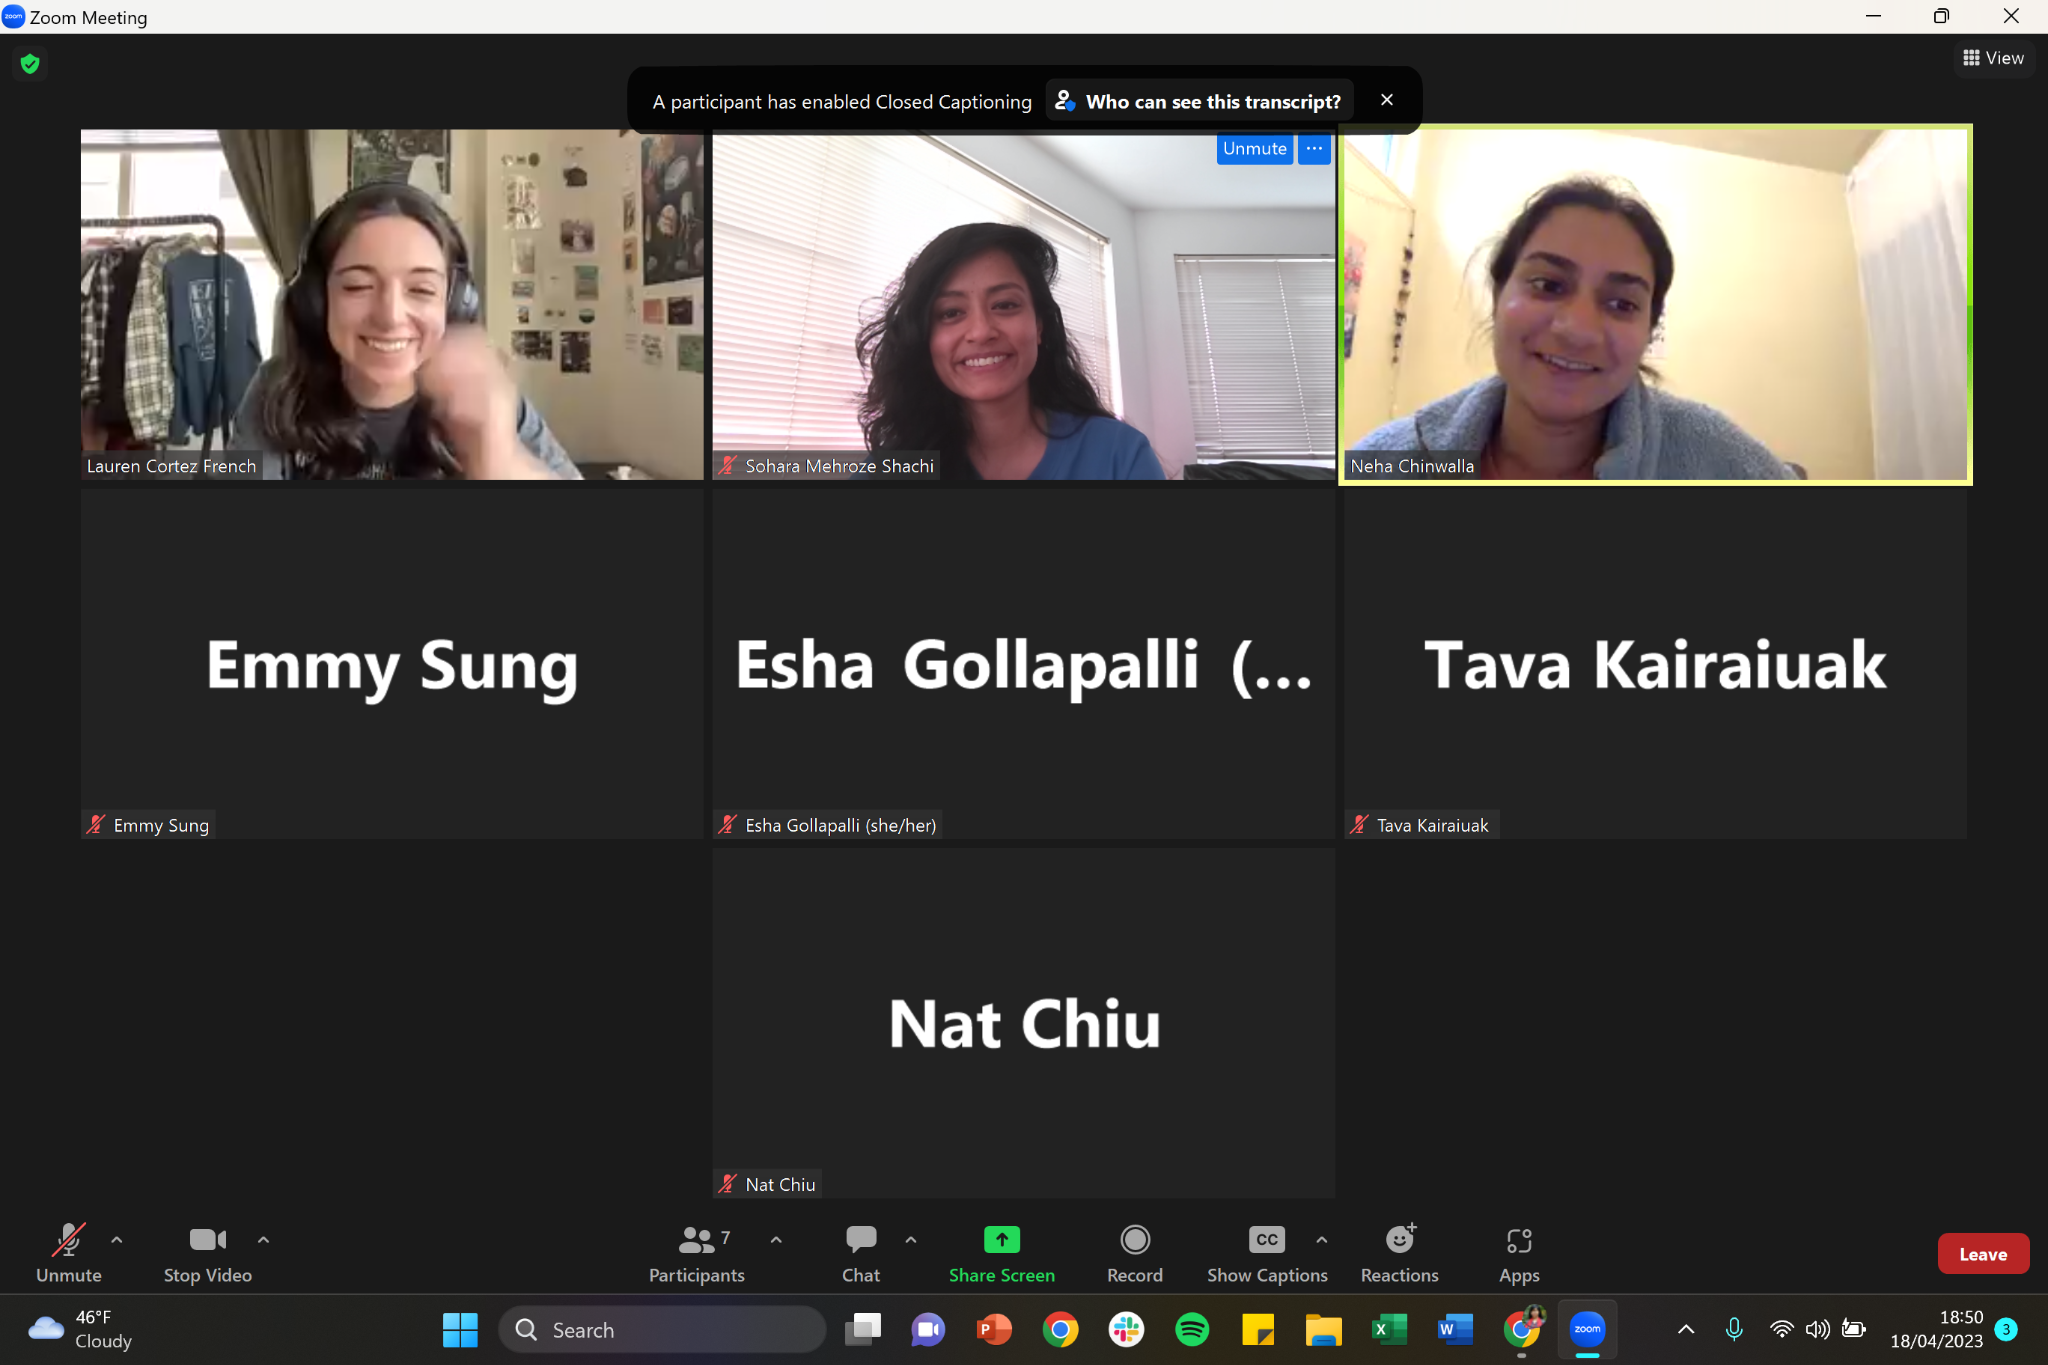 zoom Zoom Meeting
View
A participant has enabled Closed Captioning Who can see this transcript?
Unmute ...
Lauren Cortez French
Sohara Mehroze Shachi
Neha Chinwalla
Emmy Sung
Esha Gollapalli (...
Tava Kairaiuak
Emmy Sung
Esha Gollapalli (she/her)
Tava Kairaiuak
Nat Chiu
Nat Chiu
7
CC
Unmute
Stop Video
Participants
Chat
Share Screen
Record
Show Captions
Reactions
Apps
Leave
46°F
Cloudy
Search
P
X
W
zoom
18:50
18/04/2023
3